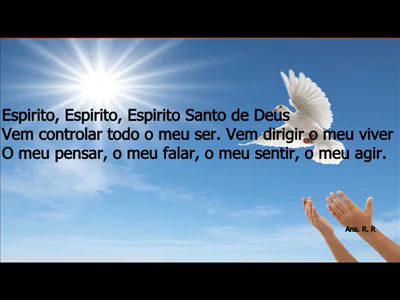 Espirito, Espirito, Espirito Santo de Deus
Vem controlar todo o meu ser. Vem dirigir o meu viver
O meu pensar, o meu falar, o meu sentir, o meu agir.
Ana. R. R